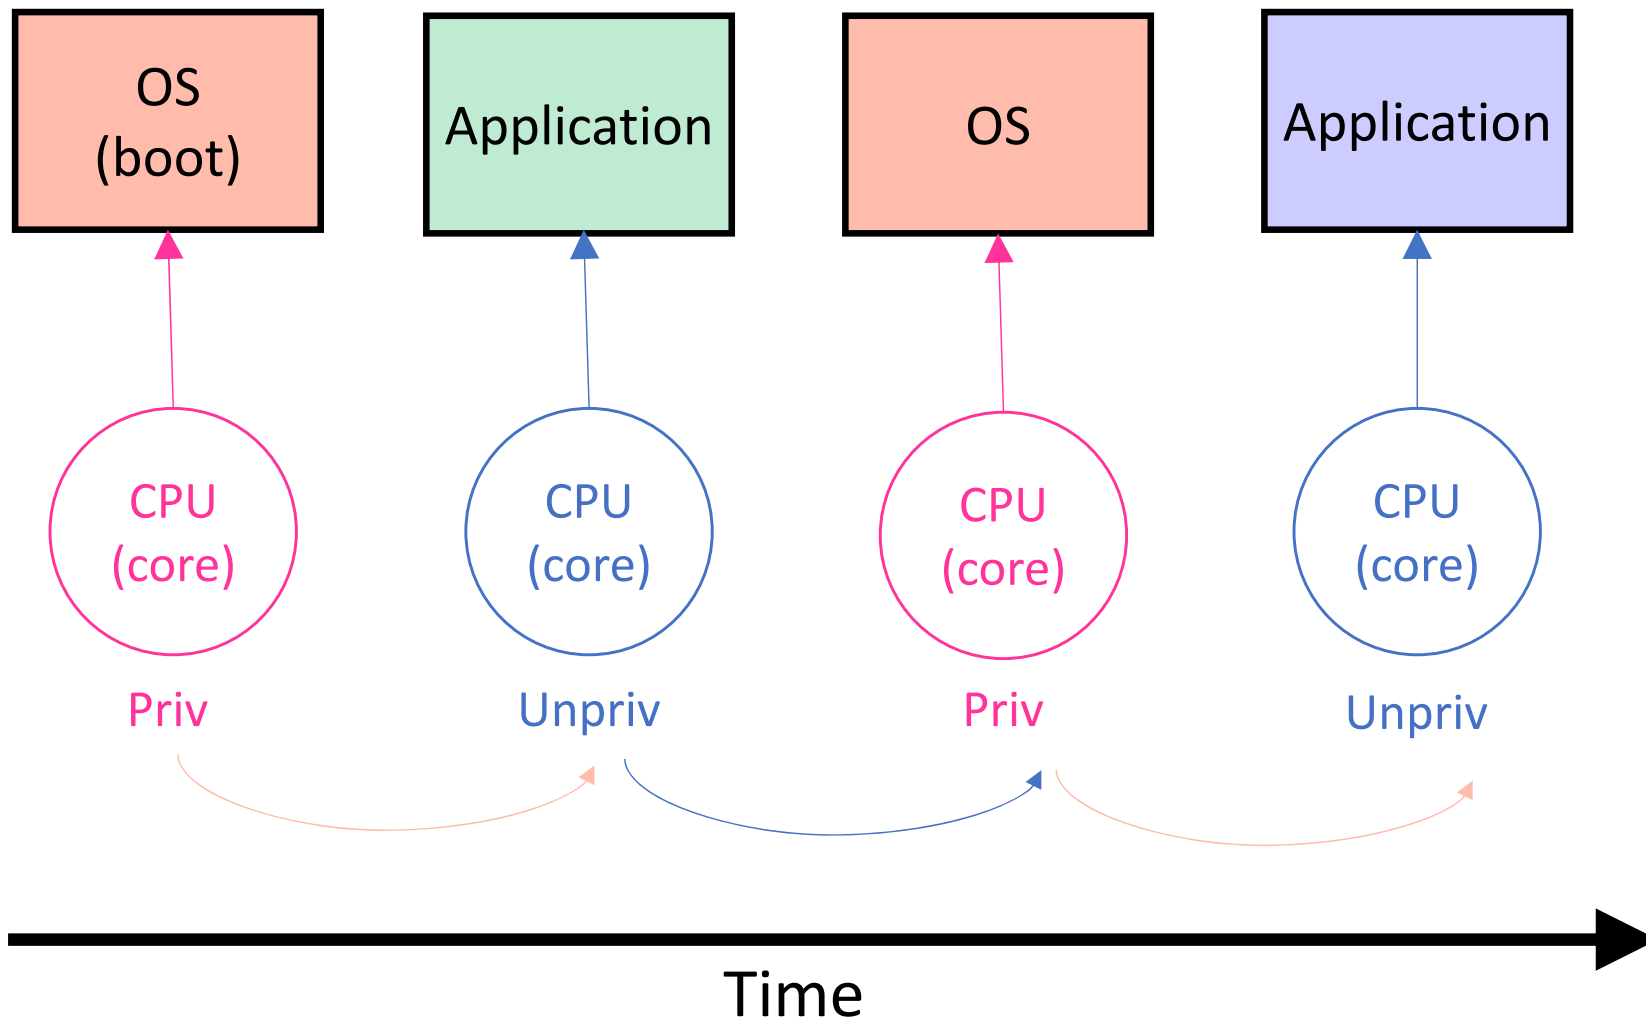 OS
(boot)
Application
OS
Application
CPU
(core)
CPU
(core)
CPU
(core)
CPU
(core)
Priv
Unpriv
Priv
Unpriv
Time